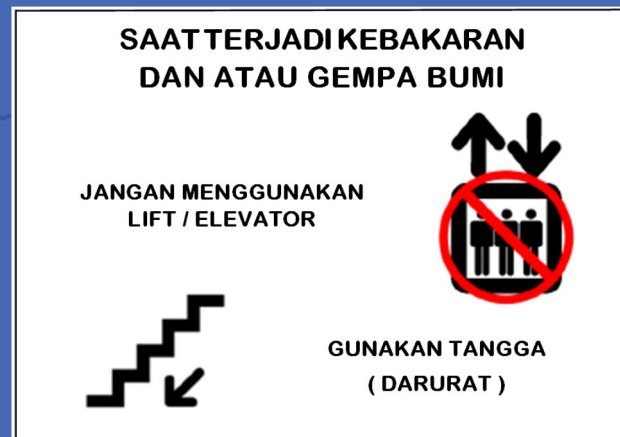 SAAT TERJADI KEBAKARAN
DAN ATAU GEMPA BUMI
JANGAN MENGGUNAKAN
LIFT / ELEVATOR
GUNAKAN TANGGA
( DARURAT )